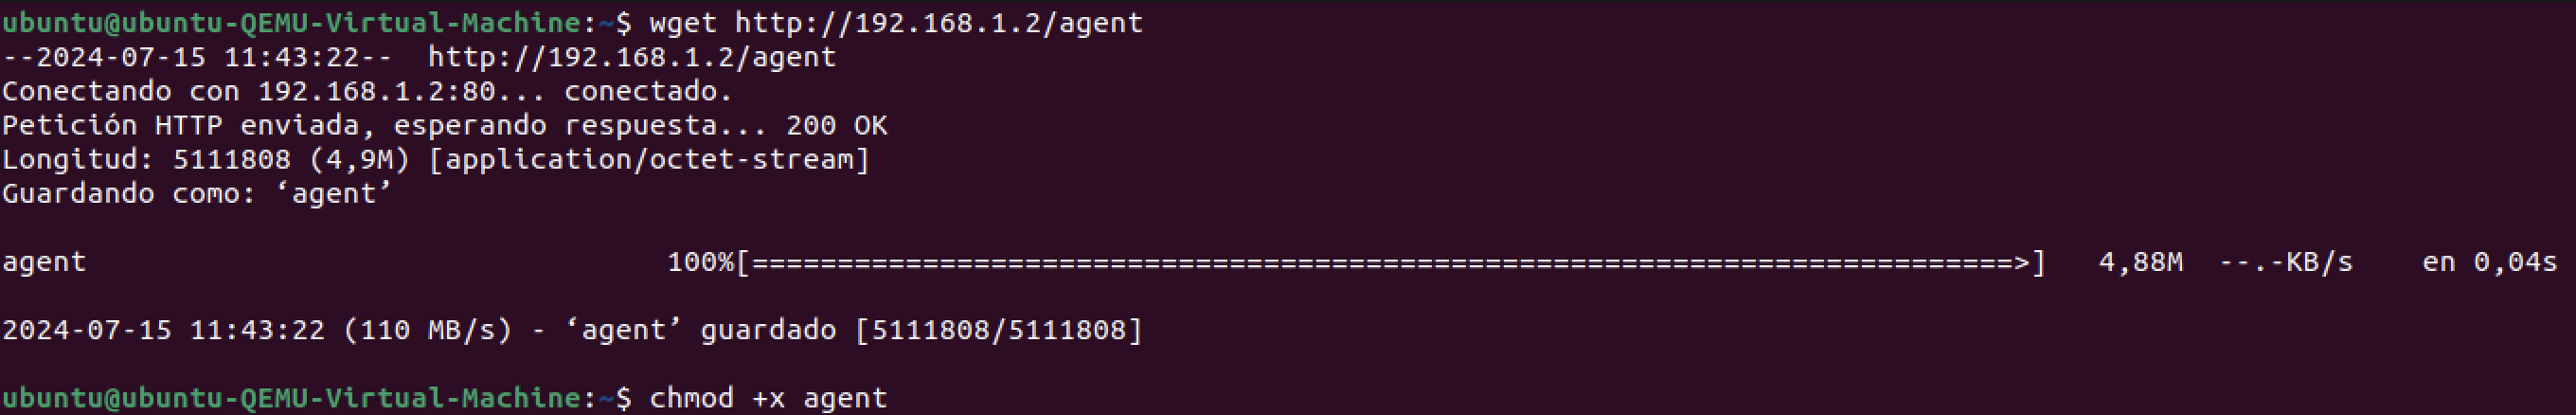 ubuntu@ubuntu-QEMU-Virtual-Machine:~$ wget http://192.168.1.2/agent
--2024-07-15 11:43:22--  http://192.168.1.2/agent
Conectando con 192.168.1.2:80... conectado.
Petición HTTP enviada, esperando respuesta... 200 OK
Longitud: 5111808 (4,9M) [application/octet-stream]
Guardando como: ‘agent’
agent                                  100%[==========================================================================>]   4,88M  --.-KB/s    en 0,04s
2024-07-15 11:43:22 (110 MB/s) - ‘agent’ guardado [5111808/5111808]
ubuntu@ubuntu-QEMU-Virtual-Machine:~$ chmod +x agent